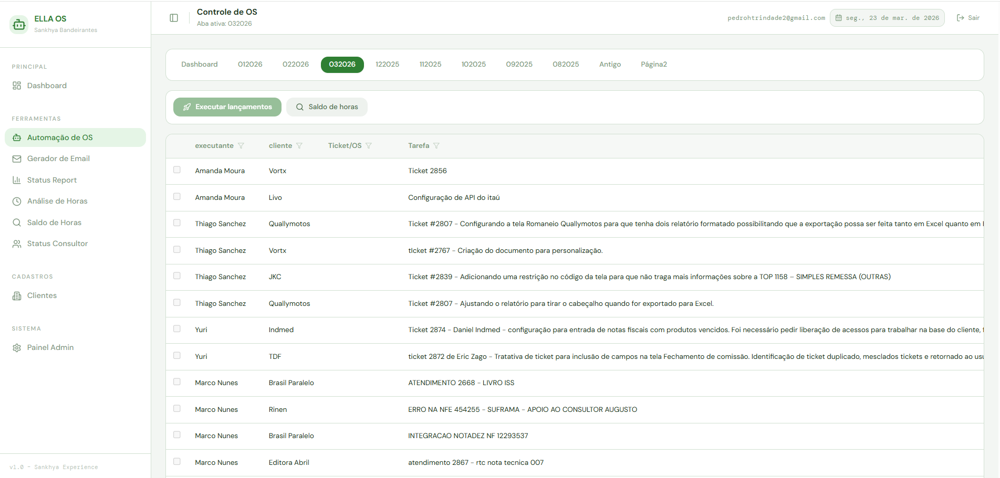 ELLA OS
Sankhya Bandeirantes
PRINCIPAL
Dashboard
FERRAMENTAS
Automação de OS
Gerador de Email
Status Report
Análise de Horas
Saldo de Horas
Status Consultor
CADASTROS
Clientes
SISTEMA
Painel Admin
v1.0 - Sankhya Experience
Controle de OS
Aba ativa: 032026
pedrohtrindade2@gmail.com seg., 23 de mar. de 2026 Sair
Dashboard 012026 022026 032026 122025 112025 102025 092025 082025 Antigo Página2
Executar lançamentos Saldo de horas
executante cliente Ticket/OS Tarefa
Amanda Moura Vortx Ticket 2856
Amanda Moura Livo Configuração de API do itaú
Thiago Sanchez Quallymotos Ticket #2807 - Configurando a tela Romaneio Quallymotos para que tenha dois relatório formatado possibilitando que a exportação possa ser feita tanto em Excel quanto em
Thiago Sanchez Vortx tIcket #2767 - Criação do documento para personalização.
Thiago Sanchez JKC Ticket #2839 - Adicionando uma restrição no código da tela para que não traga mais informações sobre a TOP 1158 – SIMPLES REMESSA (OUTRAS)
Thiago Sanchez Quallymotos Ticket #2807 - Ajustando o relatório para tirar o cabeçalho quando for exportado para Excel.
Yuri Indmed Ticket 2874 - Daniel Indmed - configuração para entrada de notas fiscais com produtos vencidos. Foi necessário pedir liberação de acessos para trabalhar na base do cliente,
Yuri TDF ticket 2872 de Eric Zago - Tratativa de ticket para inclusão de campos na tela Fechamento de comissão. Identificação de ticket duplicado, mesclados tickets e retornado ao
Marco Nunes Brasil Paralelo ATENDIMENTO 2668 - LIVRO ISS
Marco Nunes Rinen ERRO NA NFE 454255 - SUFRAMA - APOIO AO CONSULTOR AUGUSTO
Marco Nunes Brasil Paralelo INTEGRACAO NOTADEZ NF 12293537
Marco Nunes Editora Abril atendimento 2867 - rtc nota tecnica 007